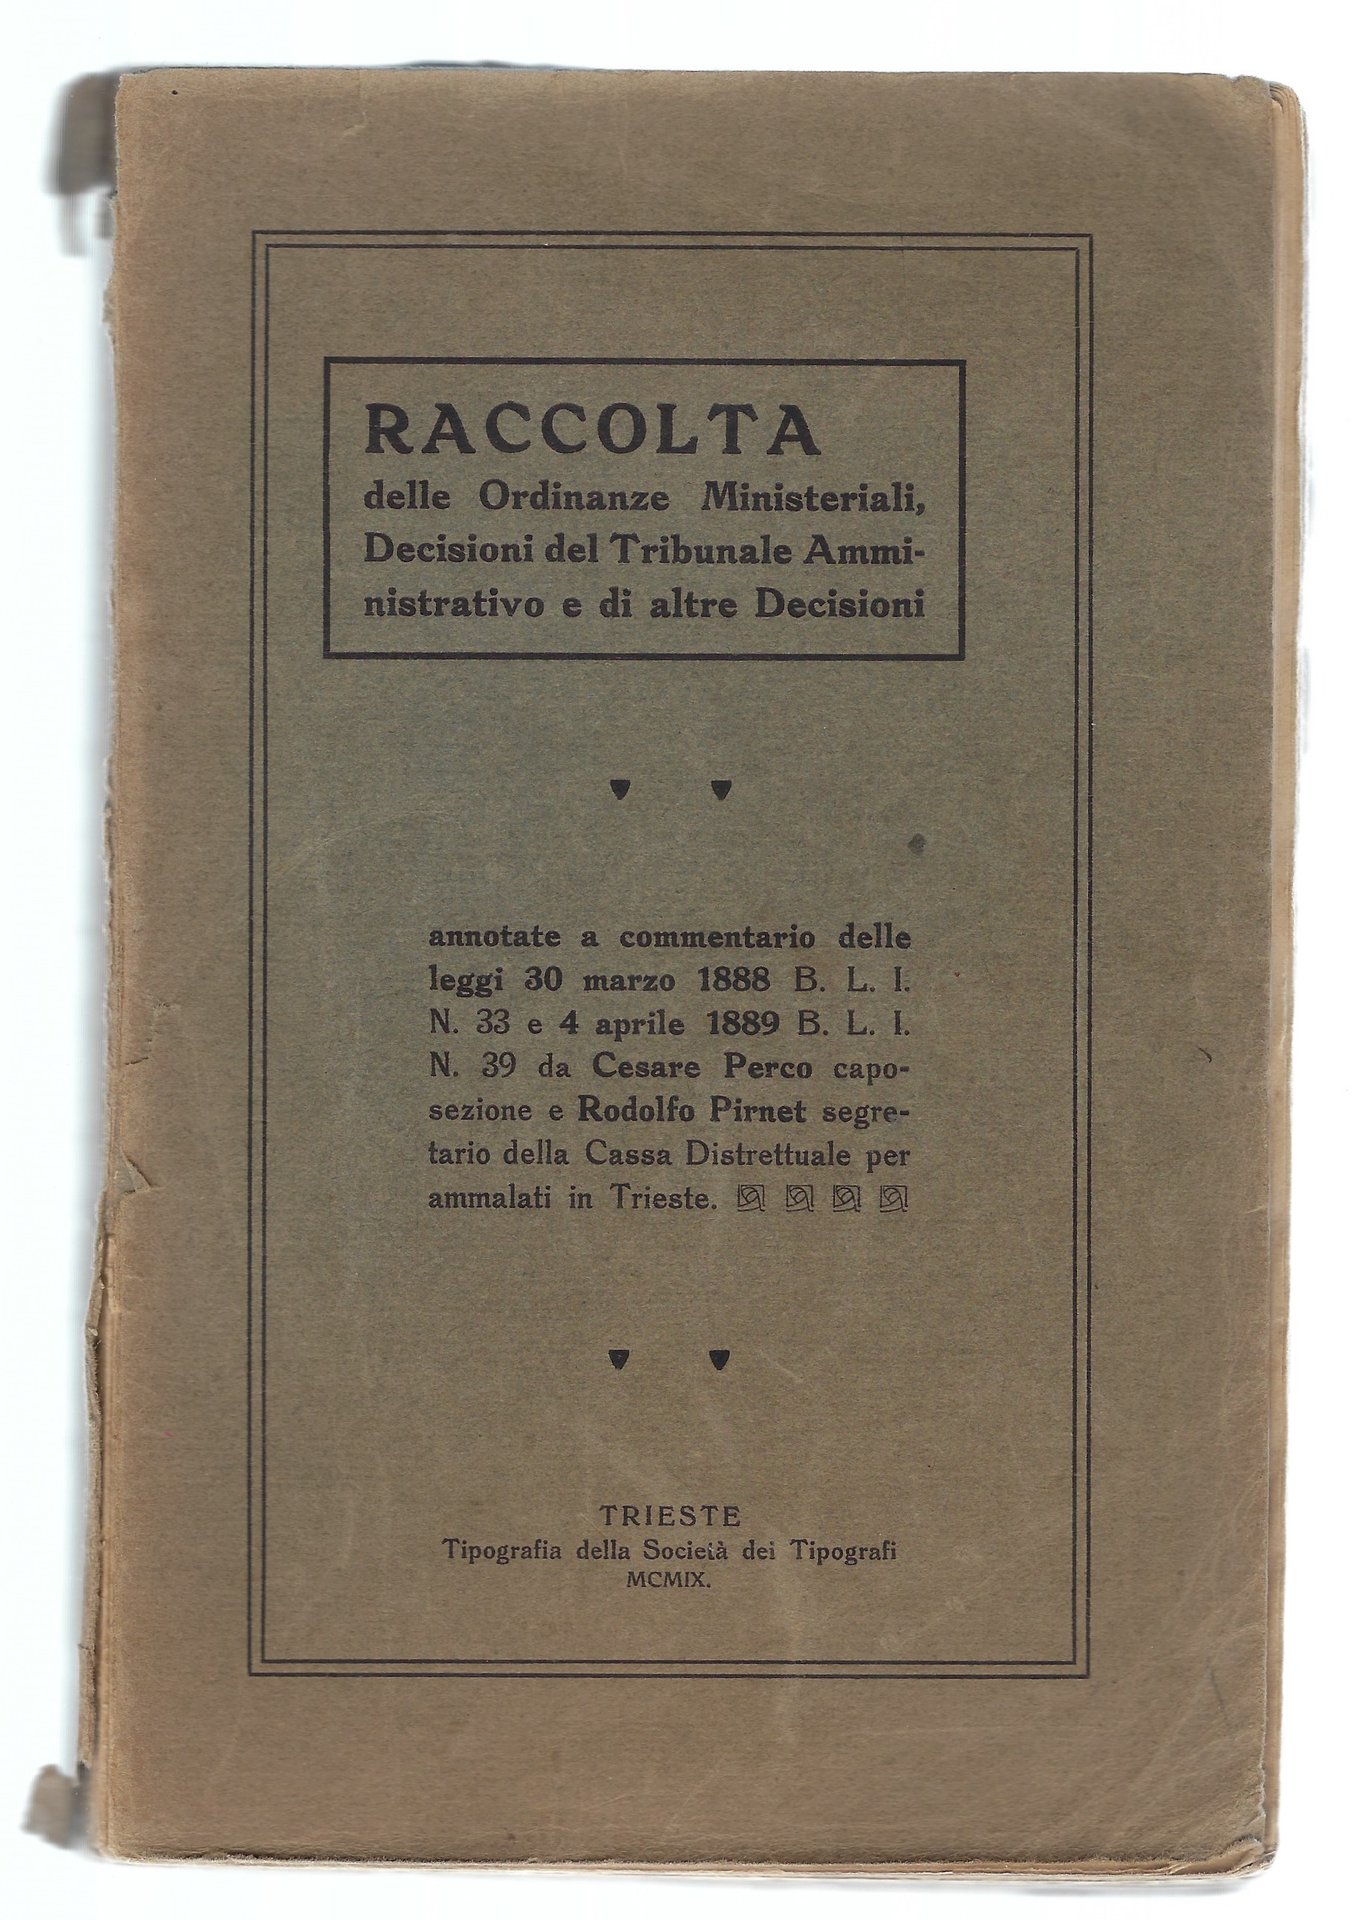 RACCOLTA
delle Ordinanze Ministeriali,
Decisioni del Tribunale Ammi-
nistrativo e di altre Decisioni
annotate a commentario delle
leggi 30 marzo 1888 B. L. I.
N. 33 e 4 aprile 1889 B. L. I.
N. 39 da Cesare Perco capo-
sezione e Rodolfo Pirnet segre-
tario della Cassa Distrettuale per
ammalati in Trieste.
TRIESTE
Tipografia della Società dei Tipografi
MCMIX.